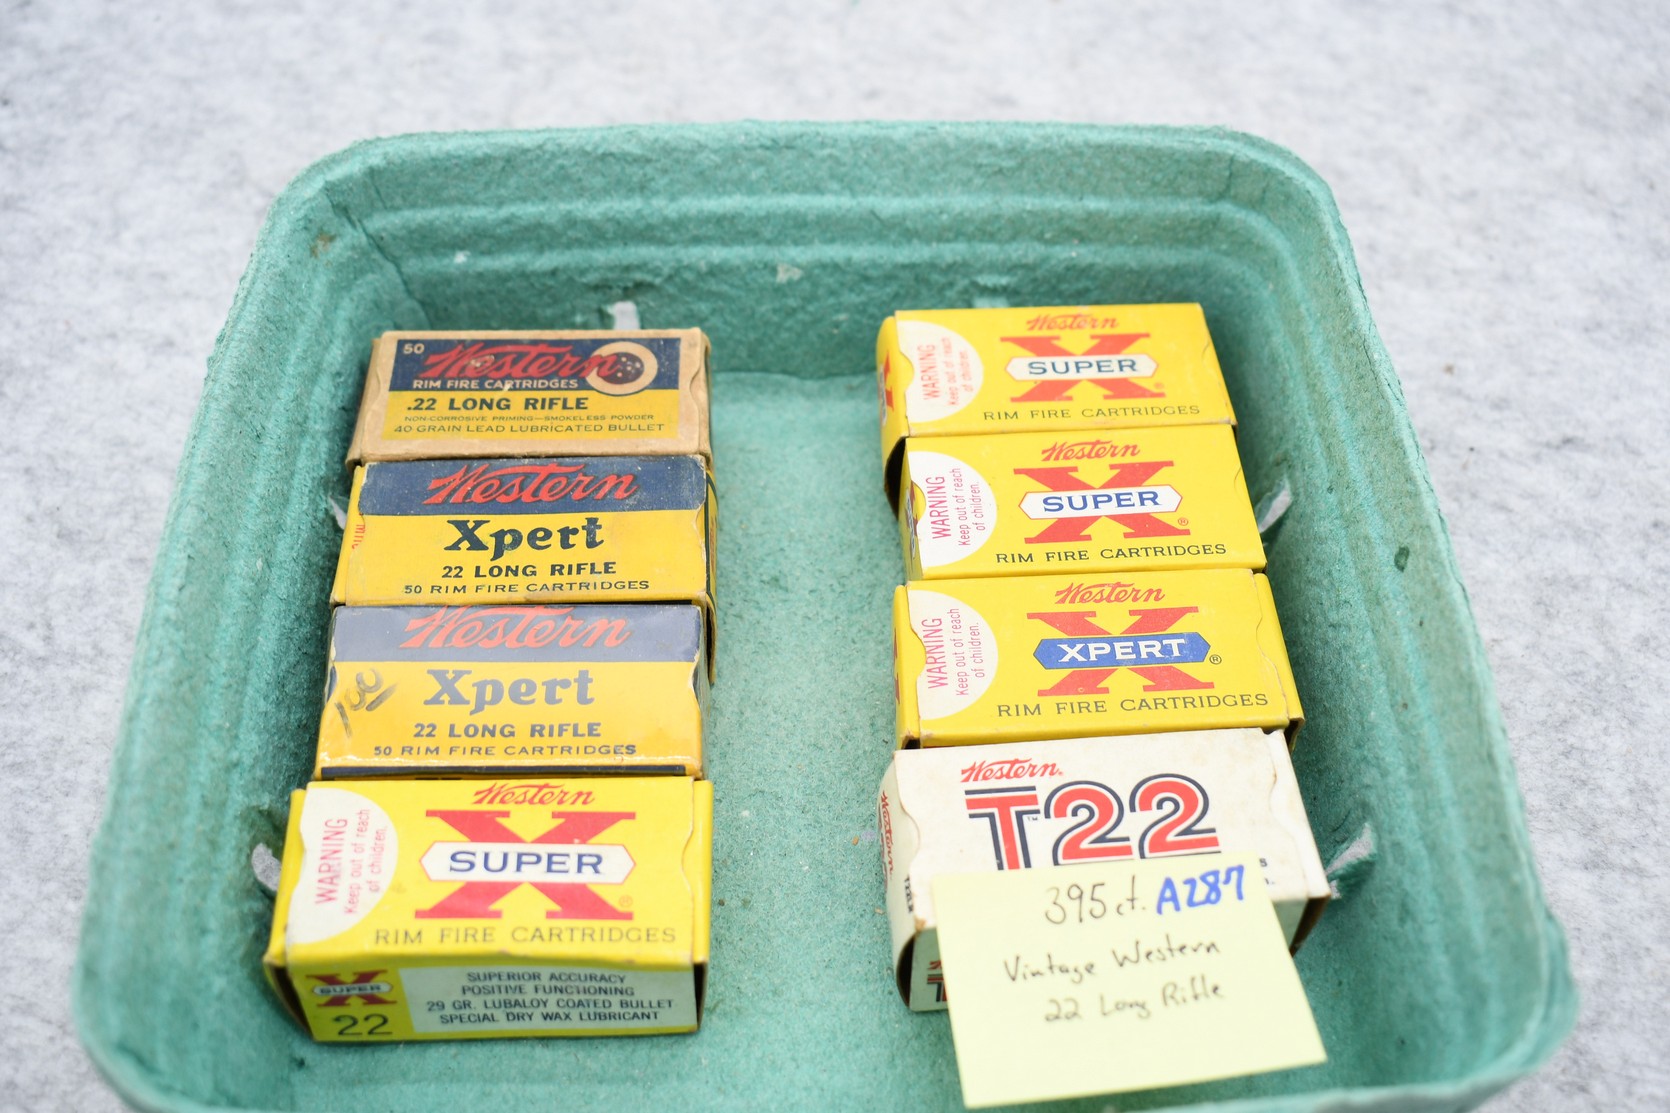 50
Western
RIM FIRE CARTRIDGES
.22 LONG RIFLE
NON-CORROSIVE PRIMING—SMOKELESS POWDER
40 GRAIN LEAD LUBRICATED BULLET
Western
Xpert
22 LONG RIFLE
50 RIM FIRE CARTRIDGES
Western
Xpert
100
22 LONG RIFLE
50 RIM FIRE CARTRIDGES
Western
X
SUPER
®
RIM FIRE CARTRIDGES
WARNING
Keep out of reach
of children.
X
SUPER
22
SUPERIOR ACCURACY
POSITIVE FUNCTIONING
29 GR. LUBALOY COATED BULLET
SPECIAL DRY WAX LUBRICANT
Western
X
SUPER
®
RIM FIRE CARTRIDGES
WARNING
Keep out of reach
of children.
Western
X
SUPER
®
RIM FIRE CARTRIDGES
WARNING
Keep out of reach
of children.
Western
X
XPERT
®
RIM FIRE CARTRIDGES
WARNING
Keep out of reach
of children.
Western.
T22
™
Western
395 ct. A287
Vintage Western
22 Long Rifle